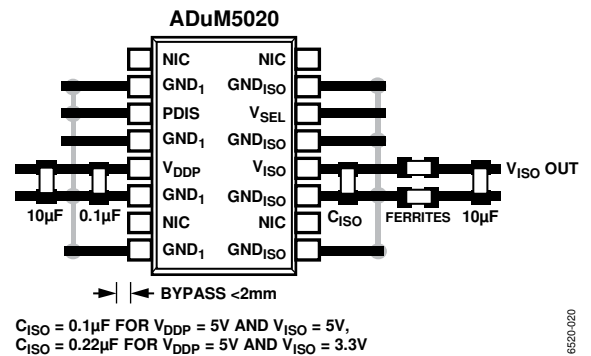 ADuM5020
NIC NIC
GND1 GNDISO
PDIS VSEL
GND1 GNDISO
VDDP VISO VISO OUT
GND1 GNDISO
10µF 0.1µF CISO FERRITES 10µF
NIC NIC
GND1 GNDISO
BYPASS <2mm
CISO = 0.1µF FOR VDDP = 5V AND VISO = 5V,
CISO = 0.22µF FOR VDDP = 5V AND VISO = 3.3V
6520-020